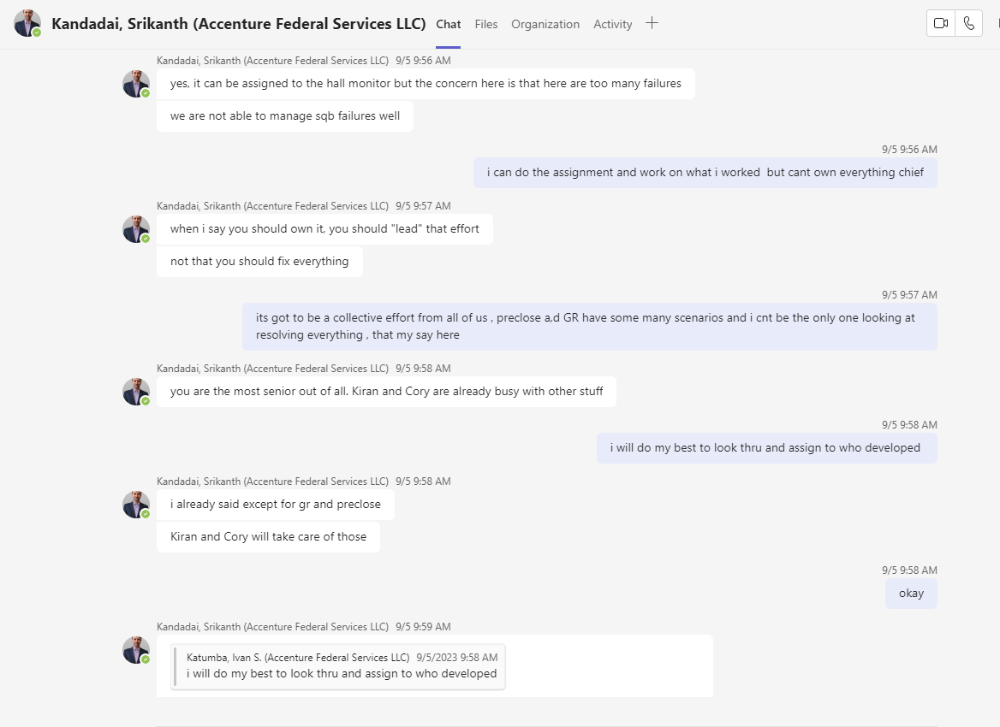 Kandadai, Srikanth (Accenture Federal Services LLC) Chat Files Organization Activity
Kandadai, Srikanth (Accenture Federal Services LLC) 9/5 9:56 AM
yes, it can be assigned to the hall monitor but the concern here is that here are too many failures
we are not able to manage sqb failures well
9/5 9:56 AM
i can do the assignment and work on what i worked  but cant own everything chief
Kandadai, Srikanth (Accenture Federal Services LLC) 9/5 9:57 AM
when i say you should own it, you should "lead" that effort
not that you should fix everything
9/5 9:57 AM
its got to be a collective effort from all of us , preclose a,d GR have some many scenarios and i cnt be the only one looking at
resolving everything , that my say here
Kandadai, Srikanth (Accenture Federal Services LLC) 9/5 9:58 AM
you are the most senior out of all. Kiran and Cory are already busy with other stuff
9/5 9:58 AM
i will do my best to look thru and assign to who developed
Kandadai, Srikanth (Accenture Federal Services LLC) 9/5 9:58 AM
i already said except for gr and preclose
Kiran and Cory will take care of those
9/5 9:58 AM
okay
Kandadai, Srikanth (Accenture Federal Services LLC) 9/5 9:59 AM
Katumba, Ivan S. (Accenture Federal Services LLC) 9/5/2023 9:58 AM
i will do my best to look thru and assign to who developed